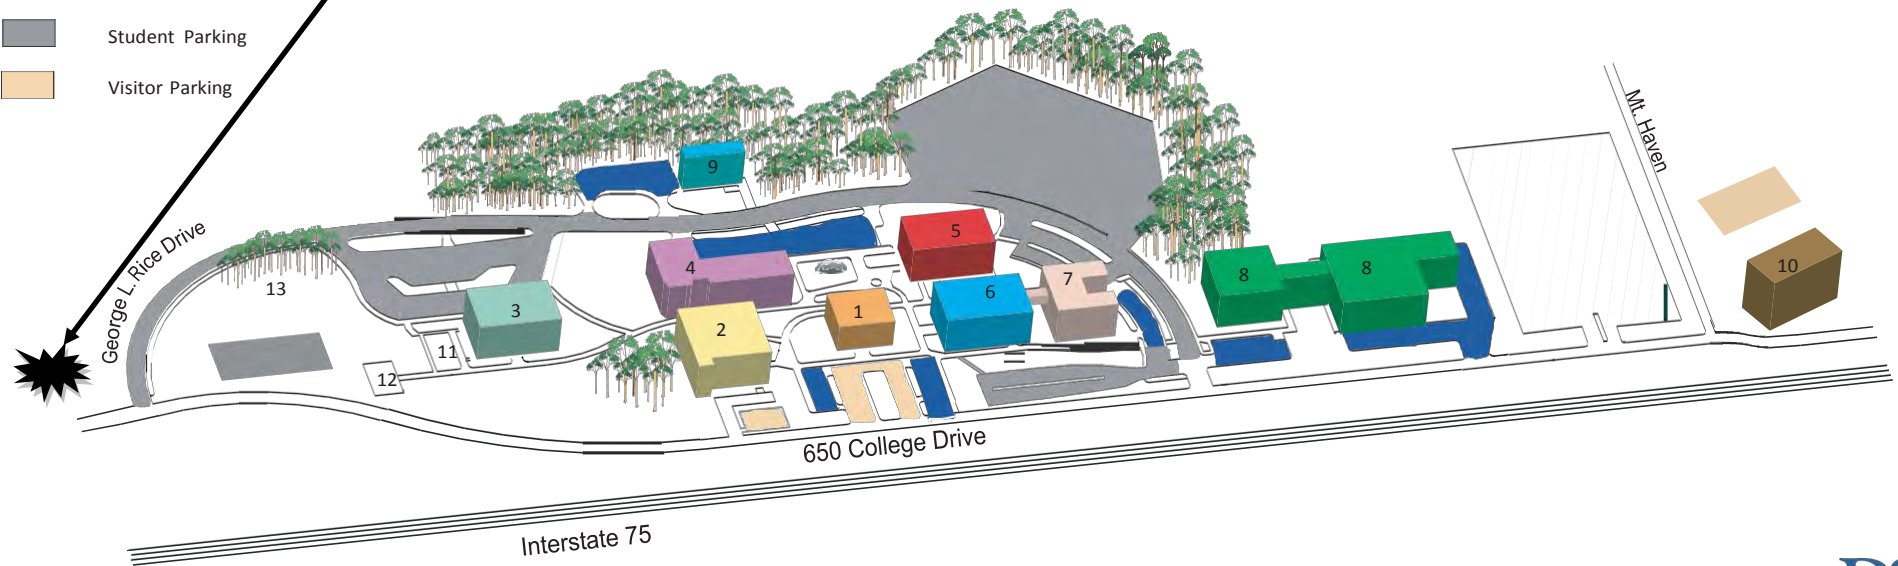 Student Parking
Visitor Parking
George L. Rice Drive
Mt. Haven
9
5
4
7
8
8
10
13
3
6
1
2
11
12
650 College Drive
Interstate 75